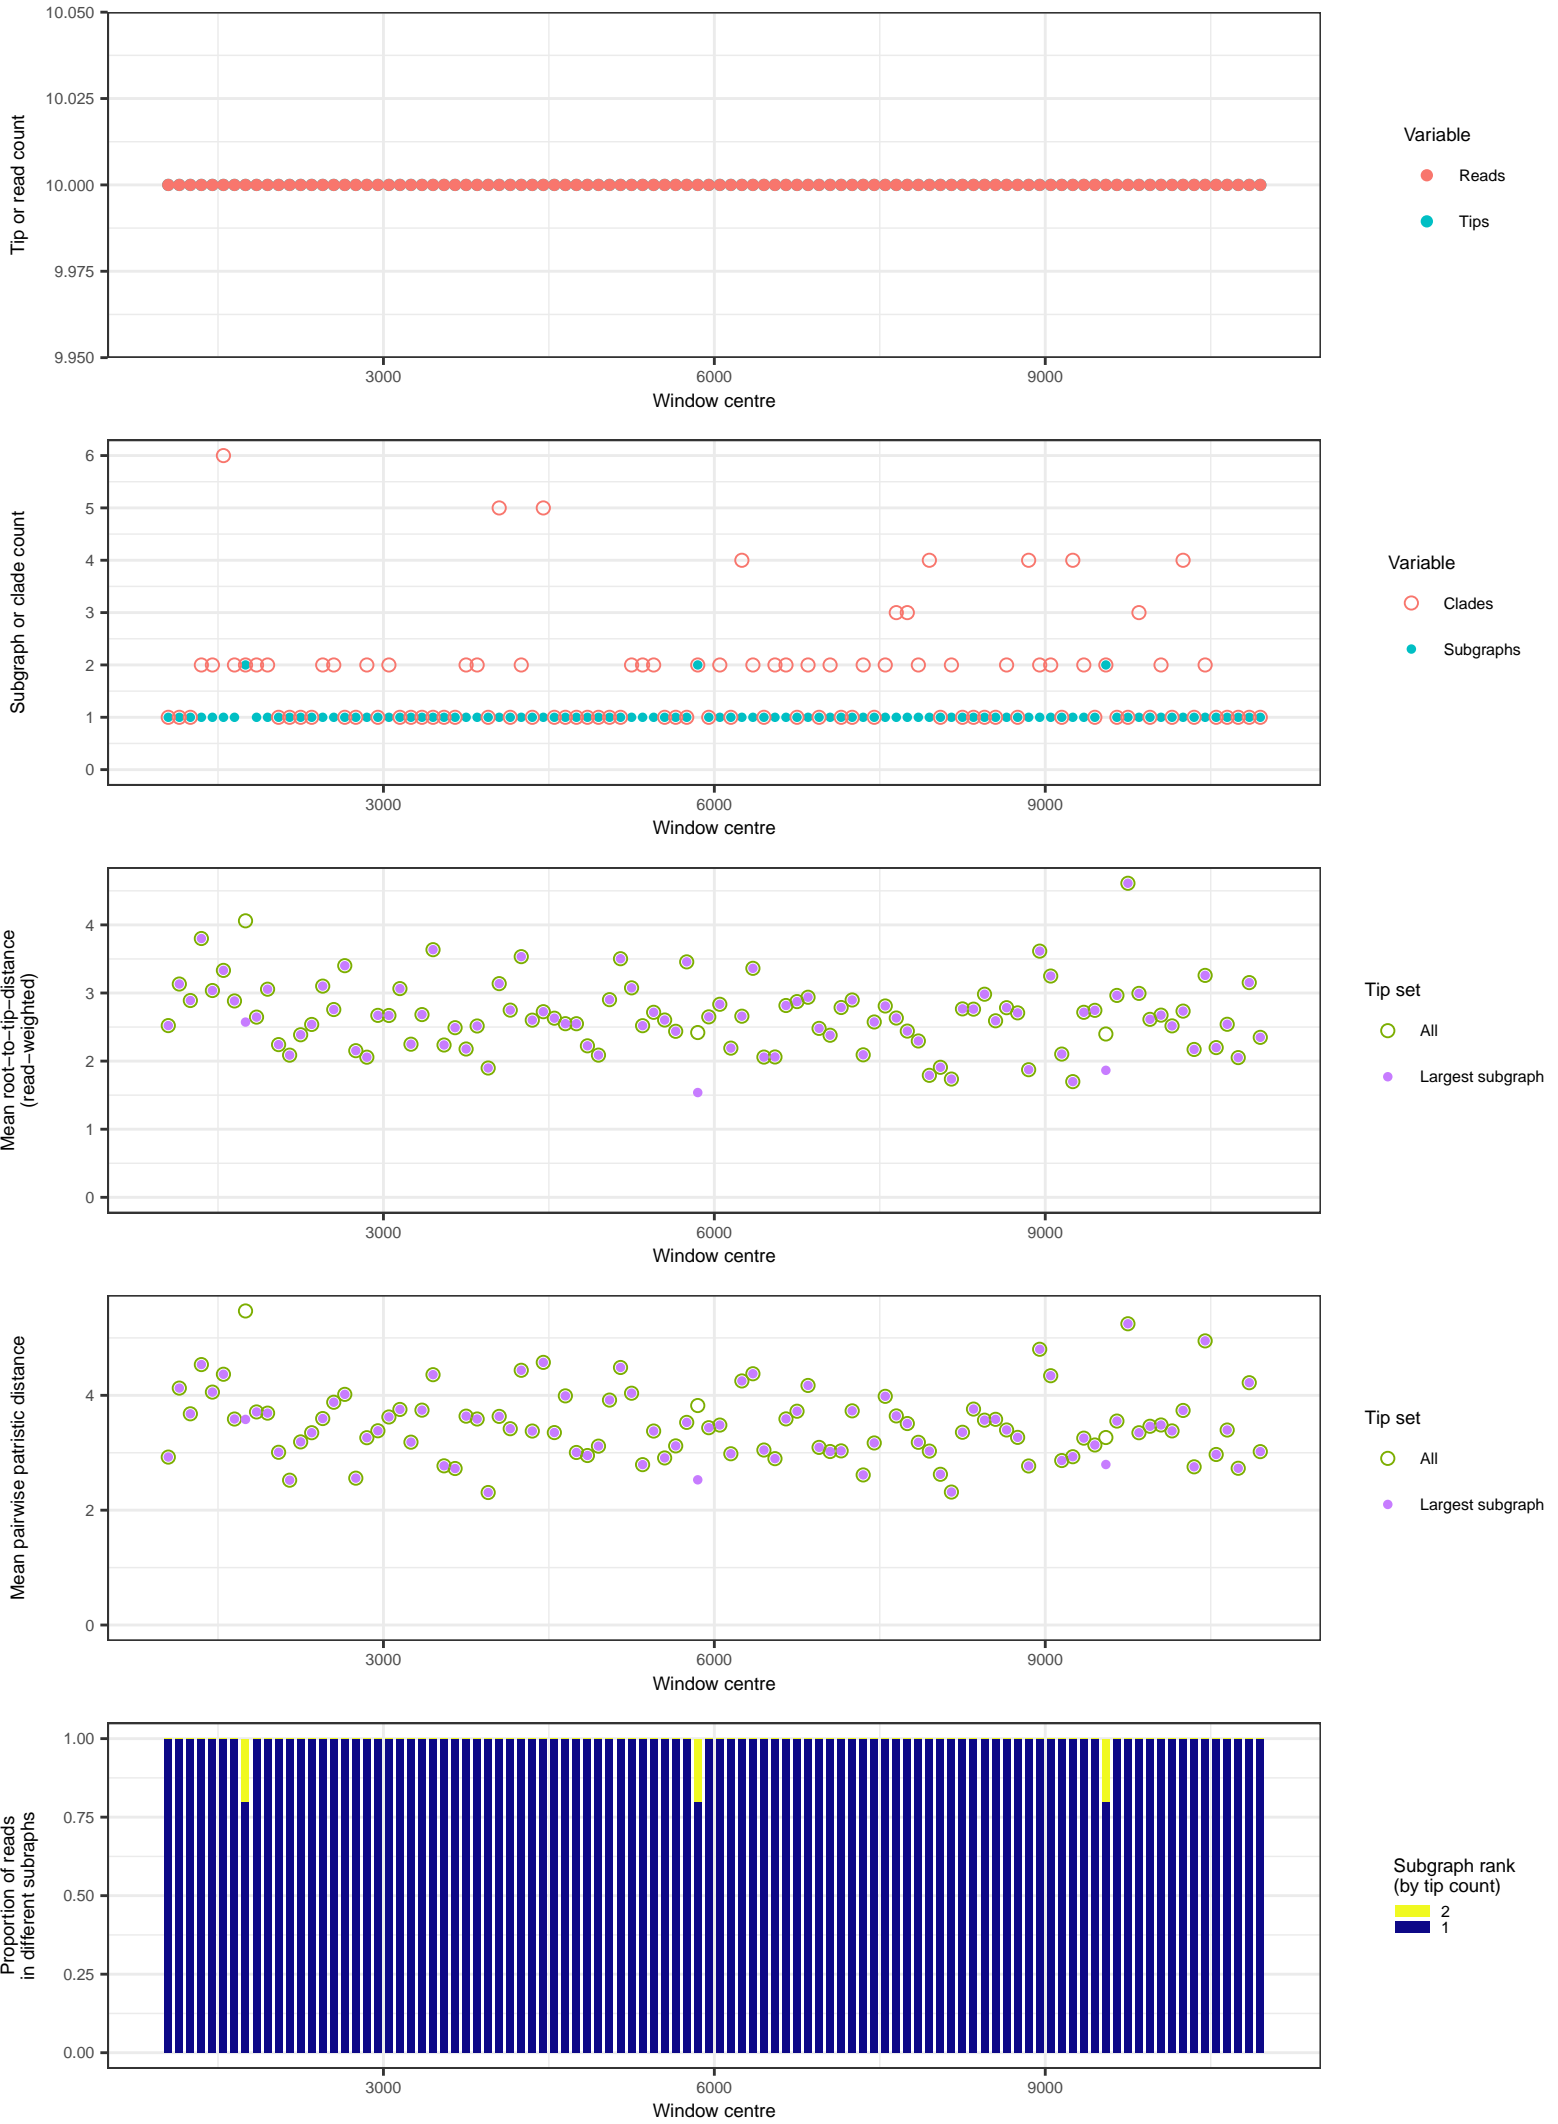 10.050
10.025
10.000
9.975
9.950
Tip or read count
3000 6000 9000
Window centre
Variable
Reads
Tips
6
5
4
3
2
1
0
Subgraph or clade count
3000 6000 9000
Window centre
Variable
Clades
Subgraphs
4
3
2
1
0
Mean root−to−tip−distance
(read−weighted)
3000 6000 9000
Window centre
Tip set
All
Largest subgraph
4
2
0
Mean pairwise patristic distance
3000 6000 9000
Window centre
Tip set
All
Largest subgraph
1.00
0.75
0.50
0.25
0.00
Proportion of reads
in different subraphs
3000 6000 9000
Window centre
Subgraph rank
(by tip count)
2
1